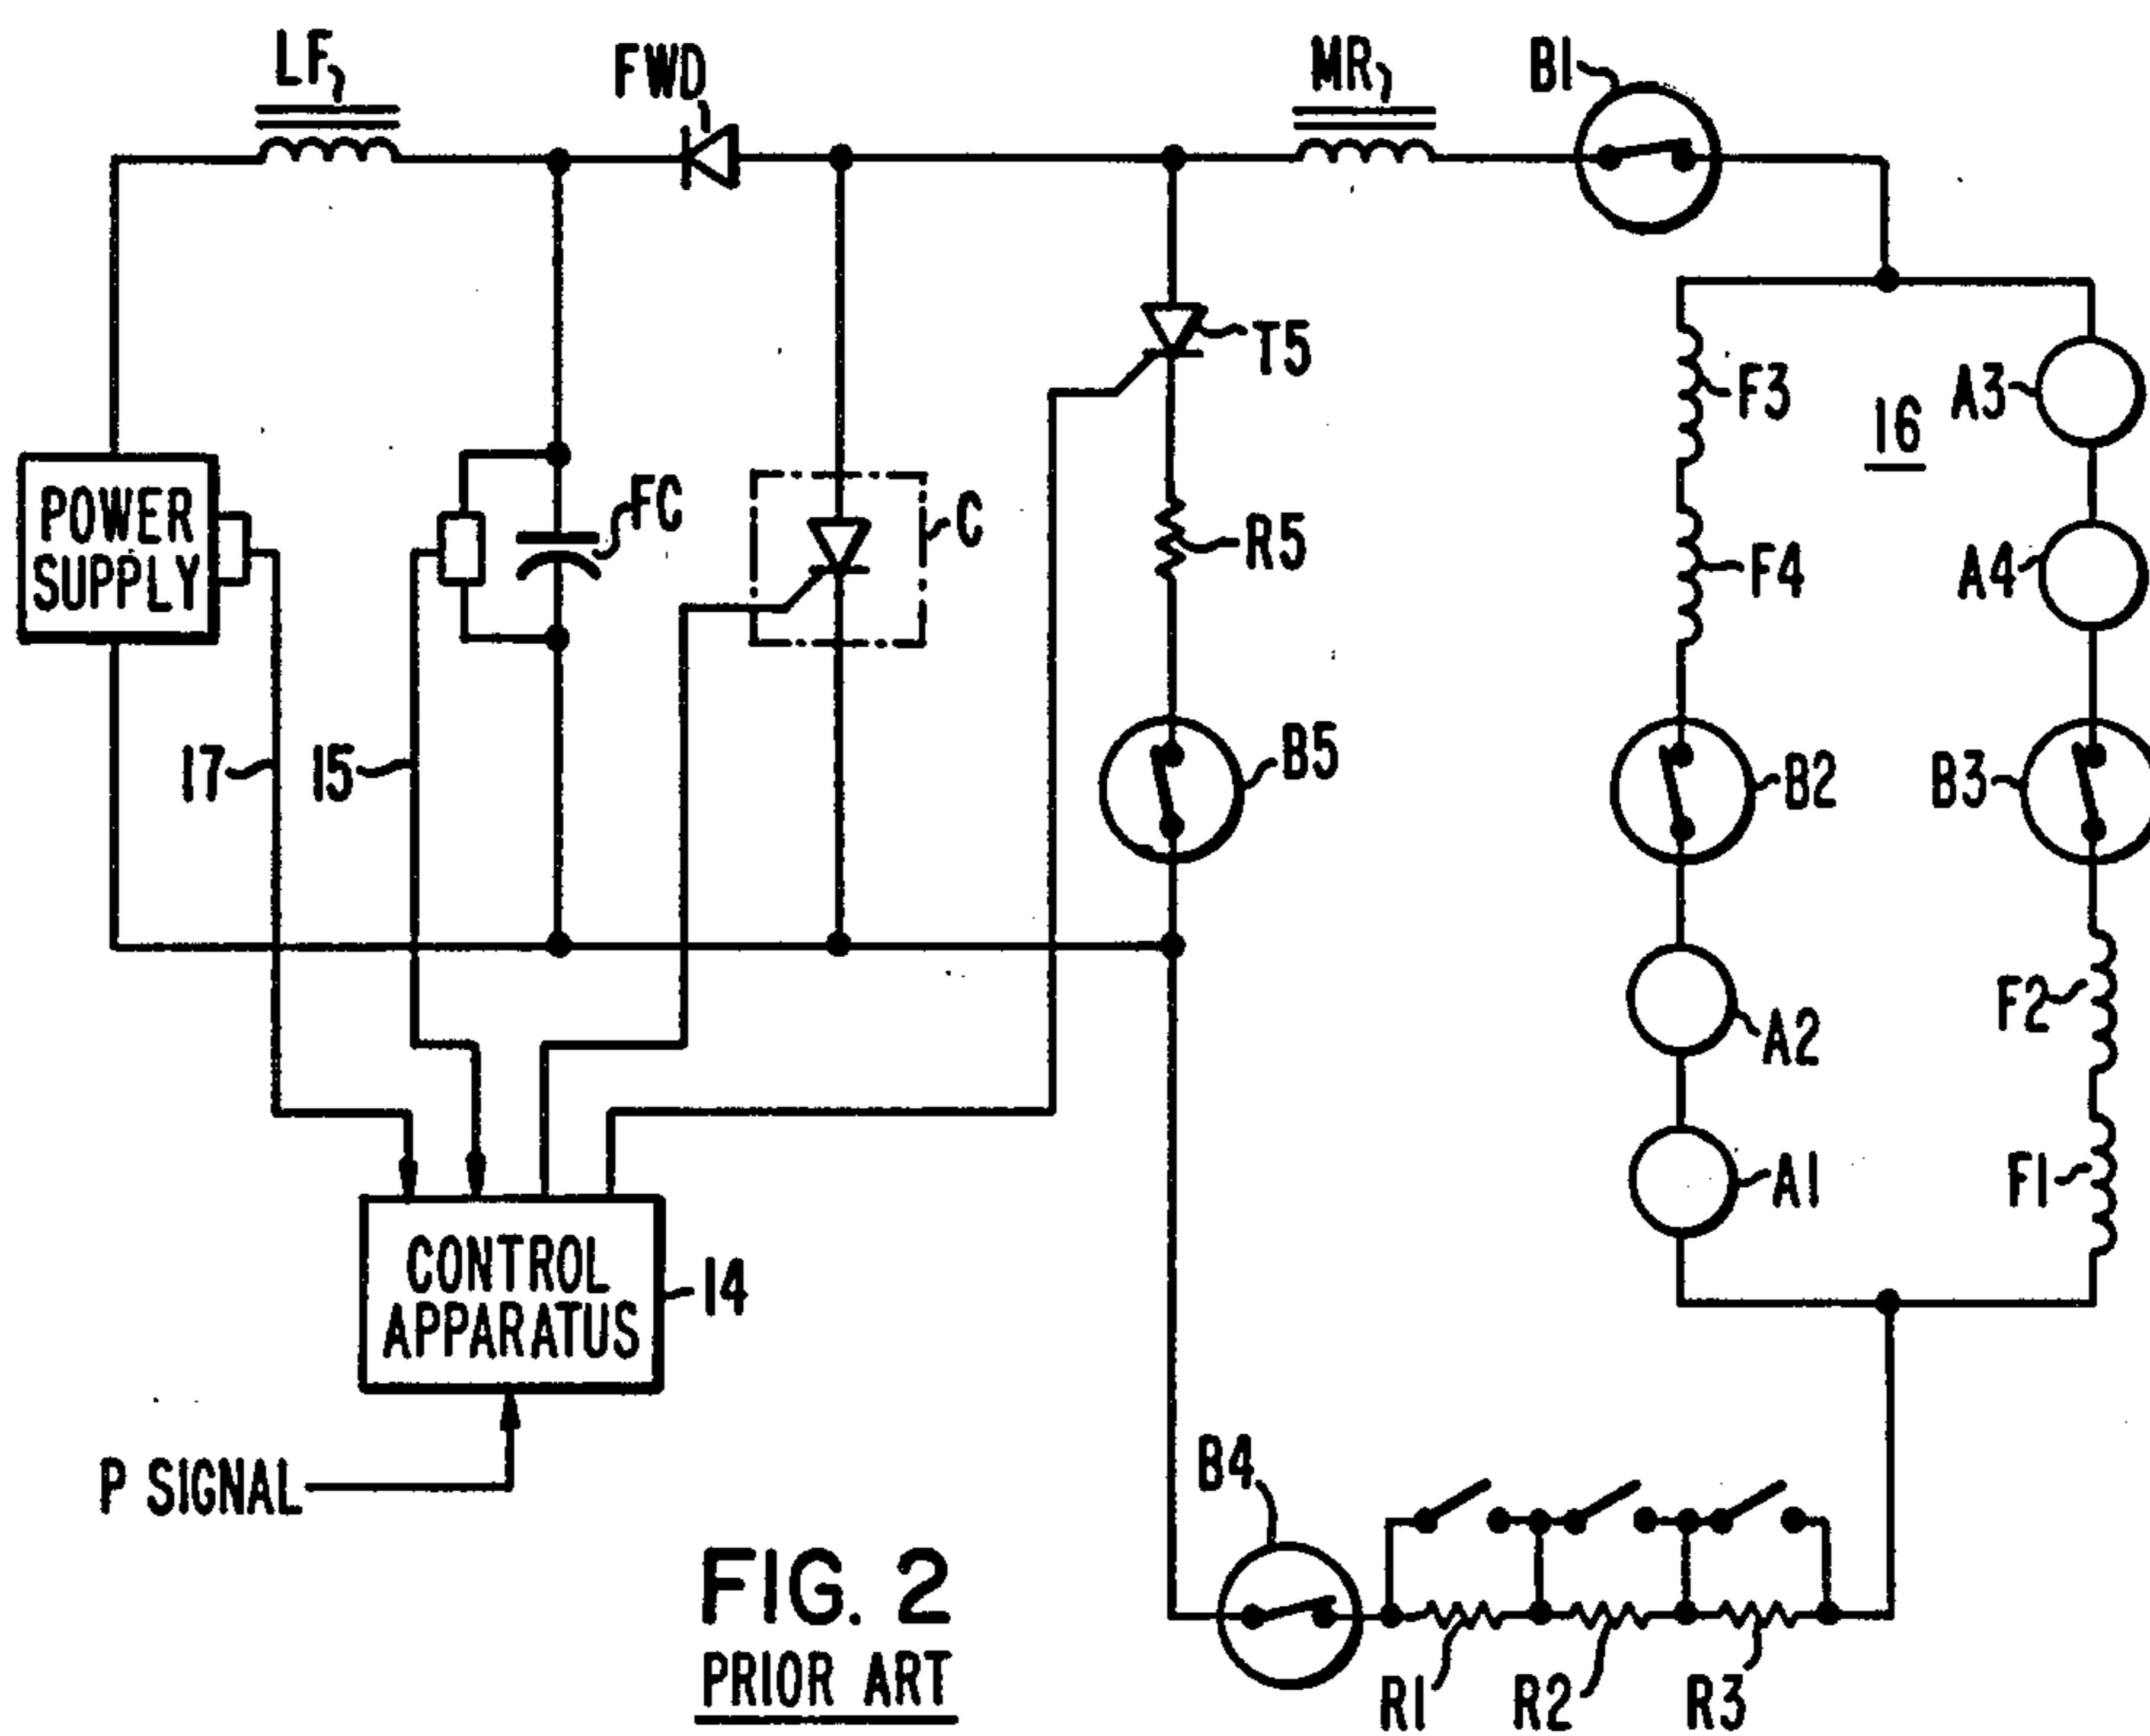 LF
FWD
MR
B1
T5
F3
16
A3
POWER
SUPPLY
FC
C
R5
F4
A4
17
15
B5
B2
B3
F2
A2
A1
F1
CONTROL
APPARATUS
14
P SIGNAL
B4
FIG. 2
PRIOR ART
R1
R2
R3